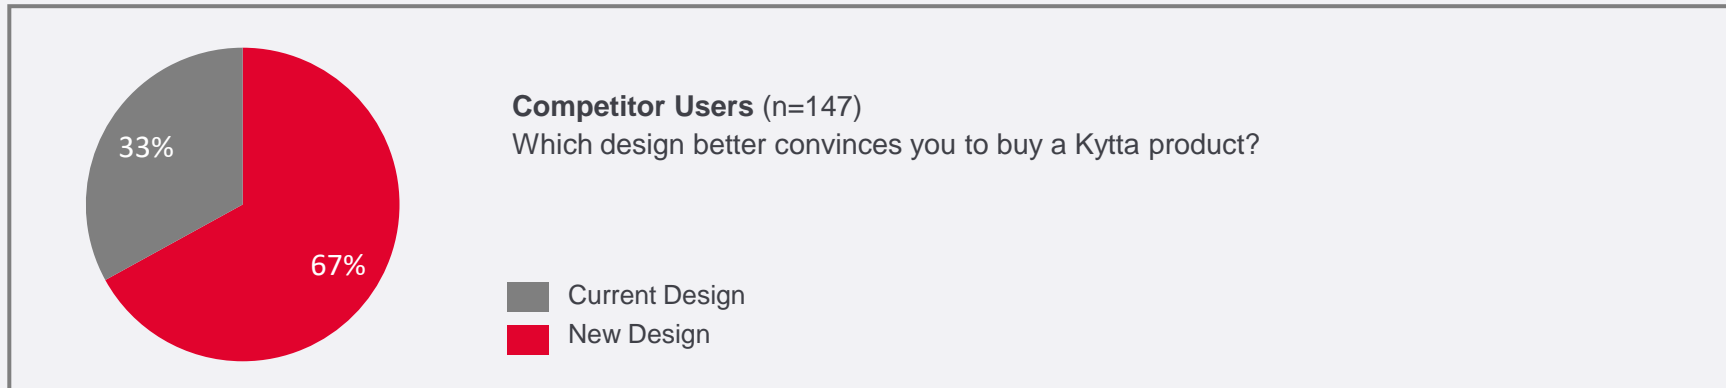 33%
67%
Competitor Users (n=147)
Which design better convinces you to buy a Kytta product?
Current Design
New Design